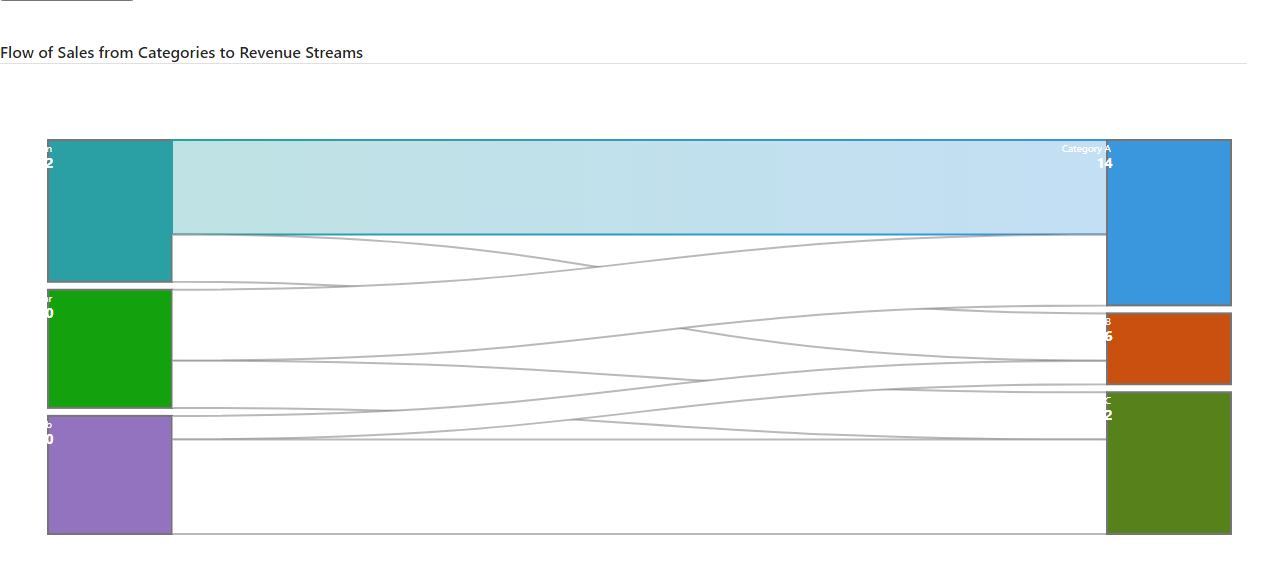 Flow of Sales from Categories to Revenue Streams
n
2
Category A
14
r
0
B
6
o
0
C
2